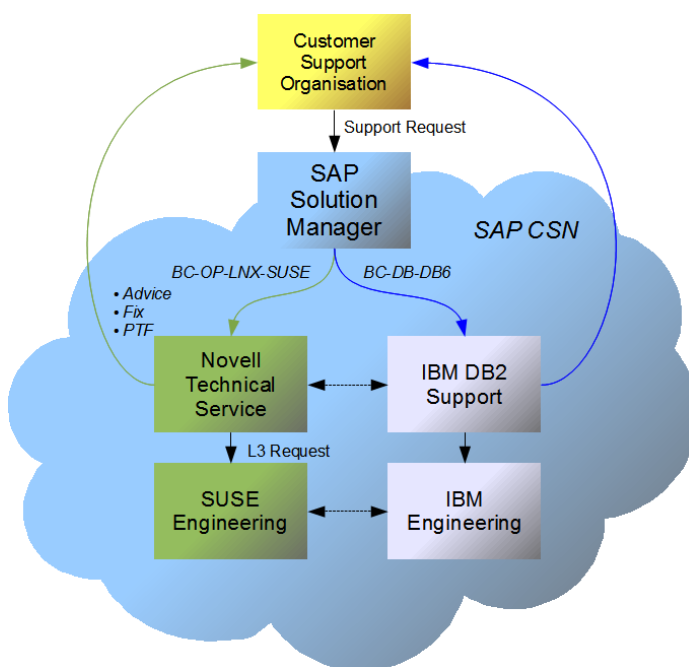 Customer
Support
Organisation
Support Request
SAP
Solution
Manager
SAP CSN
BC-OP-LNX-SUSE
BC-DB-DB6
• Advice
• Fix
• PTF
Novell
Technical
Service
IBM DB2
Support
L3 Request
SUSE
Engineering
IBM
Engineering